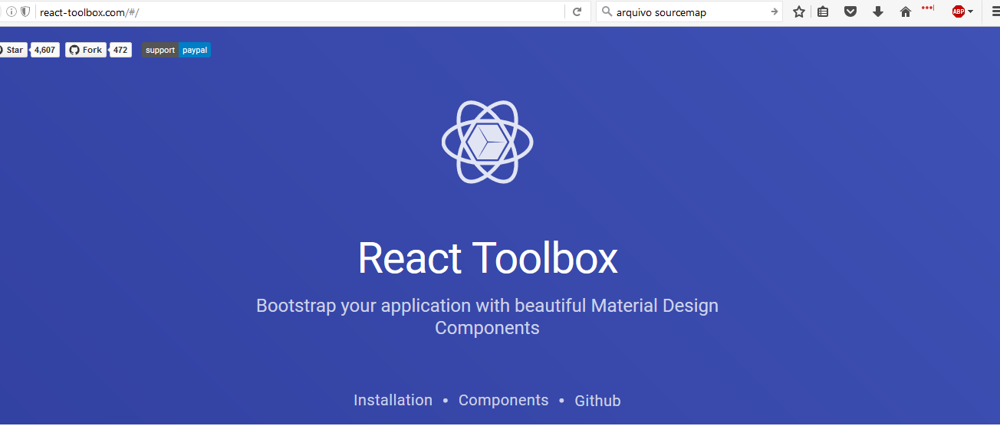 react-toolbox.com/#/
arquivo sourcemap
ABP
Star 4,607 Fork 472 support paypal
React Toolbox
Bootstrap your application with beautiful Material Design
Components
Installation • Components • Github